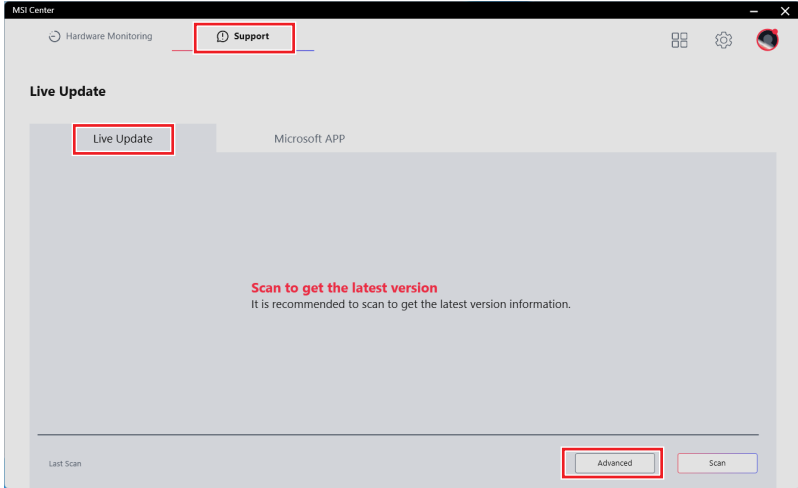 MSI Center
Hardware Monitoring
Support
Live Update
Live Update
Microsoft APP
Scan to get the latest version
It is recommended to scan to get the latest version information.
Last Scan
Advanced
Scan